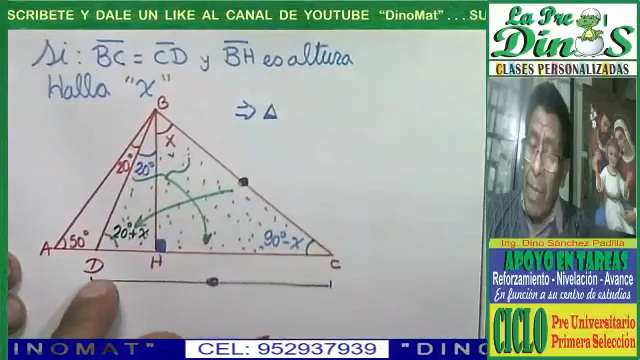 SCRIBETE Y DALE UN LIKE AL CANAL DE YOUTUBE "DinoMat"... SU
La Pre
DinoS
CLASES PERSONALIZADAS
Si: BC = CD y BH es altura
Halla "x"
⇒ Δ
B
x
20° 20°
20°+x
90°-x
A 50°
D H C
Ing. Dino Sánchez Padilla
APOYO EN TAREAS
Reforzamiento - Nivelación - Avance
En función a su centro de estudios
CICLO Pre Universitario
Primera Selección
INOMAT" CEL: 952937939 "DINO